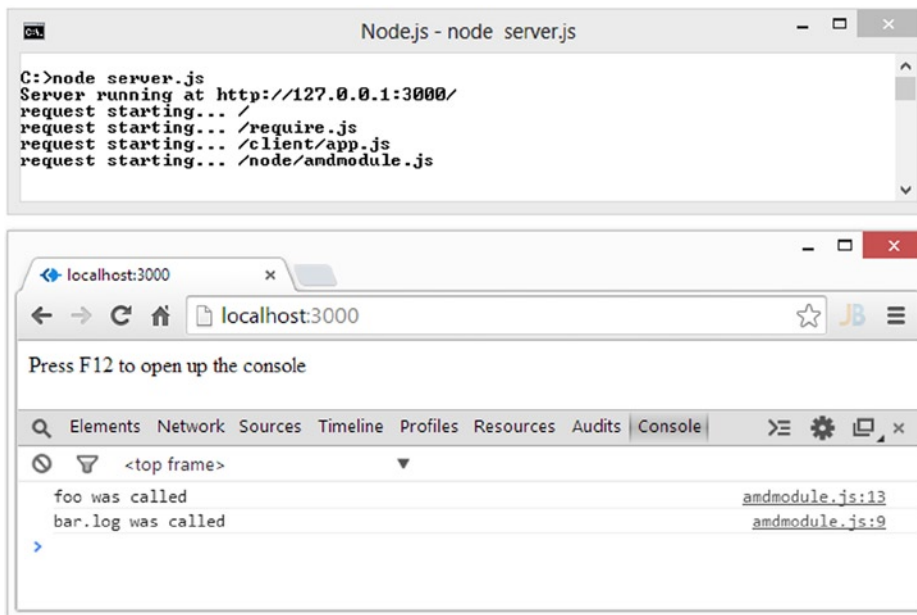 C:\.
Node.js - node server.js
C:>node server.js
Server running at http://127.0.0.1:3000/
request starting... /
request starting... /require.js
request starting... /client/app.js
request starting... /node/amdmodule.js
localhost:3000
localhost:3000
JB
Press F12 to open up the console
Elements Network Sources Timeline Profiles Resources Audits Console
<top frame>
foo was called amdmodule.js:13
bar.log was called amdmodule.js:9
>